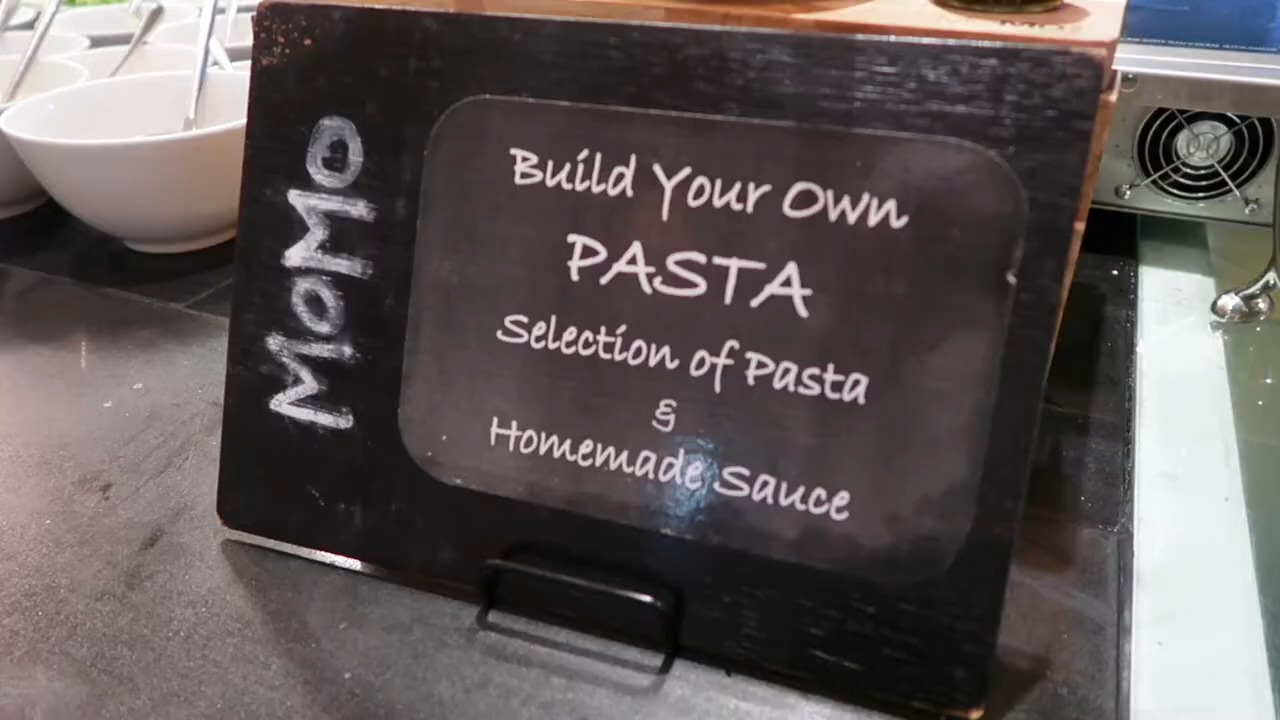 MoMo
Build Your Own
PASTA
Selection of Pasta
&
Homemade Sauce